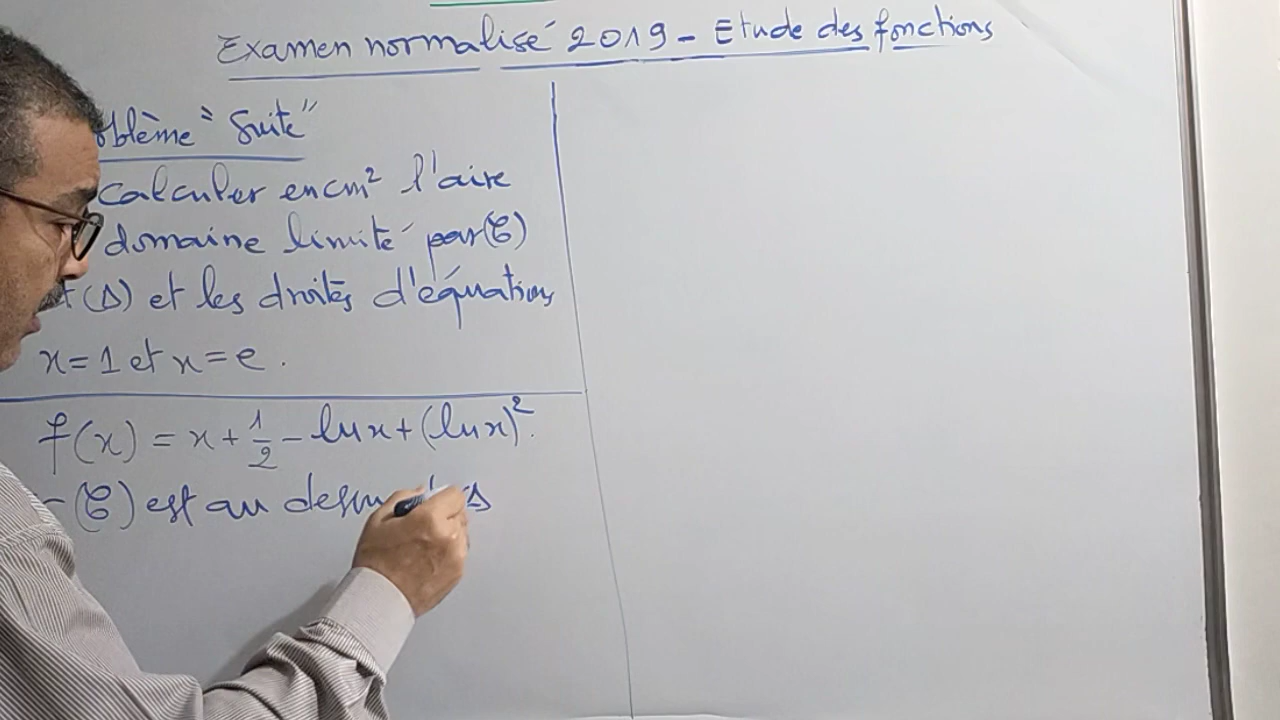 Examen normalisé 2019 - Etude des fonctions
oblème "Suite"
Calculer en cm² l'aire
domaine limité par (C)
(Δ) et les droites d'équations
x = 1 et x = e.
f(x) = x + 1/2 - ln x + (ln x)².
- (C) est au dessus Δ